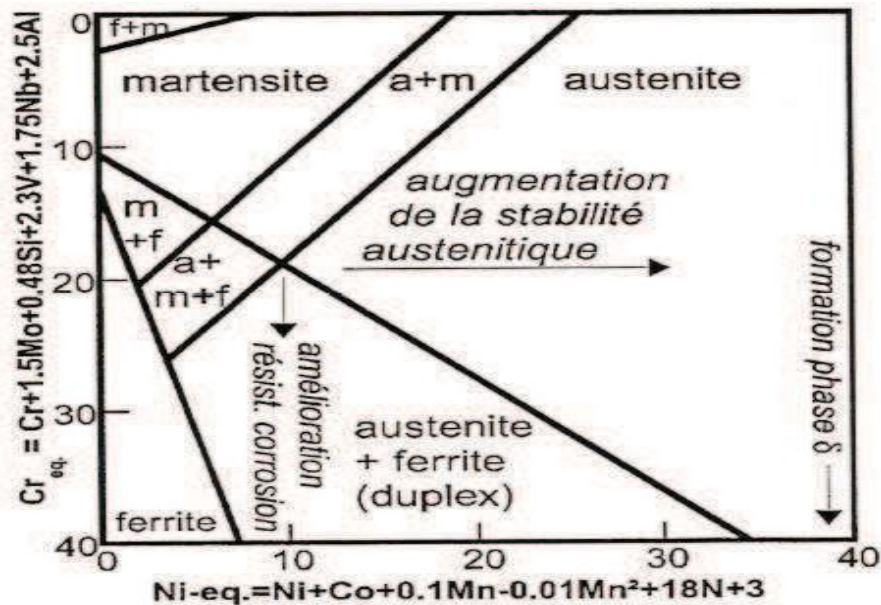 0
f+m
martensite
a+m
austenite
10
augmentation
de la stabilité
austenitique
m
+f
a+
m+f
20
formation phase δ
amélioration
résist. corrosion
austenite
+ ferrite
(duplex)
30
ferrite
40
0
10
20
30
40
Cr eq. = Cr+1.5Mo+0.48Si+2.3V+1.75Nb+2.5Al
Ni-eq.=Ni+Co+0.1Mn-0.01Mn²+18N+3